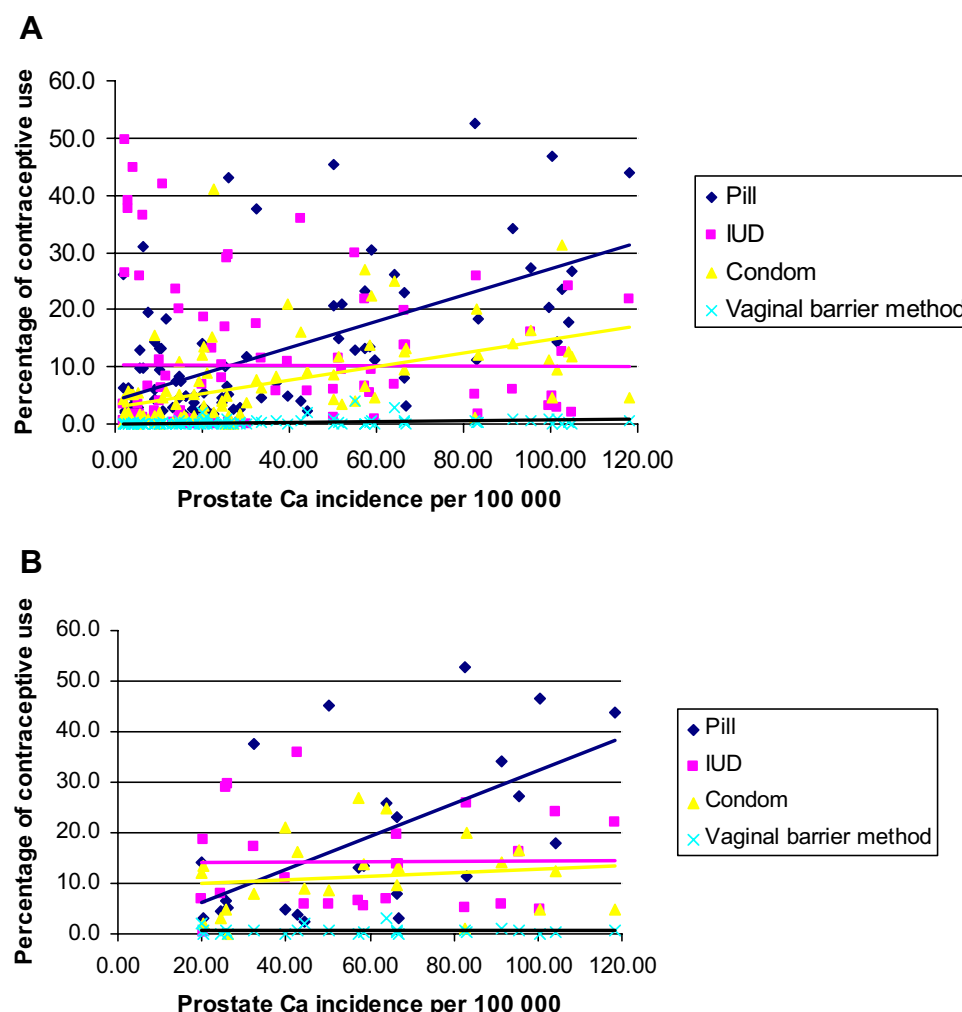 A
Percentage of contraceptive use
60.0
50.0
40.0
30.0
20.0
10.0
0.0
0.00 20.00 40.00 60.00 80.00 100.00 120.00
Prostate Ca incidence per 100 000
Pill
IUD
Condom
Vaginal barrier method
B
Percentage of contraceptive use
60.0
50.0
40.0
30.0
20.0
10.0
0.0
0.00 20.00 40.00 60.00 80.00 100.00 120.00
Prostate Ca incidence per 100 000
Pill
IUD
Condom
Vaginal barrier method